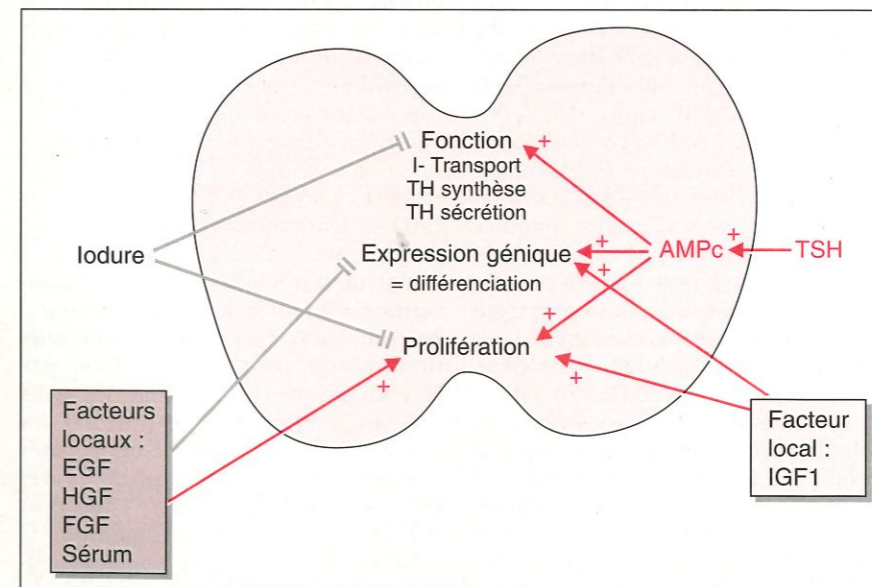 Fonction
I- Transport
TH synthèse
TH sécrétion
Iodure
Expression génique
= différenciation
AMPc
TSH
Prolifération
+
+
+
+
+
+
+
+
Facteurs
locaux :
EGF
HGF
FGF
Sérum
Facteur
local :
IGF1